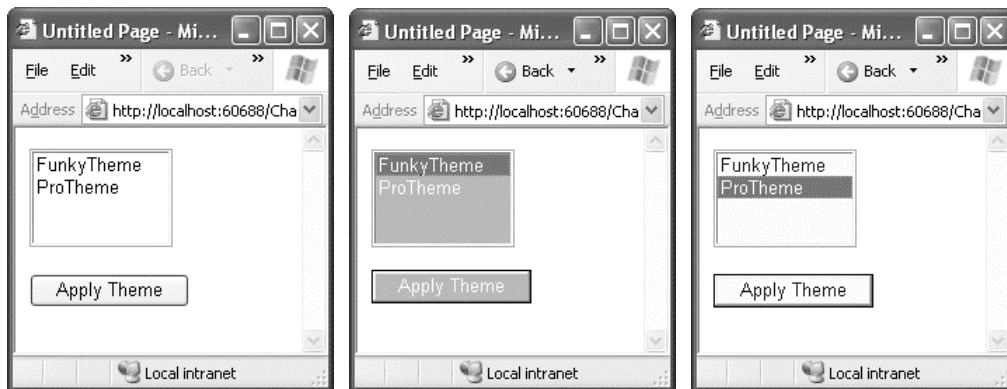 Untitled Page - Mi...
File Edit » Back »
Address http://localhost:60688/Cha
FunkyTheme
ProTheme
Apply Theme
Local intranet
Untitled Page - Mi...
File Edit » Back »
Address http://localhost:60688/Cha
FunkyTheme
ProTheme
Apply Theme
Local intranet
Untitled Page - Mi...
File Edit » Back »
Address http://localhost:60688/Cha
FunkyTheme
ProTheme
Apply Theme
Local intranet